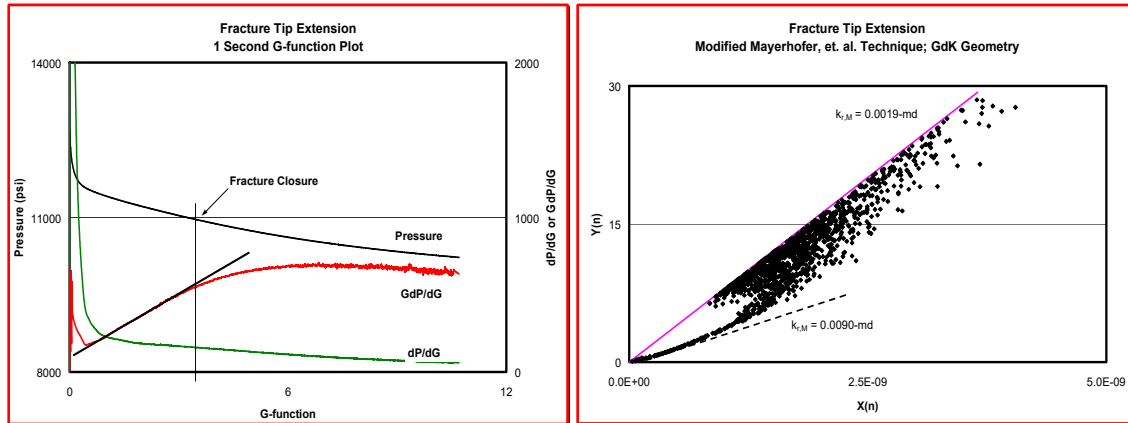 Fracture Tip Extension
1 Second G-function Plot
14000
11000
8000
Pressure (psi)
2000
1000
0
dP/dG or GdP/dG
Fracture Closure
Pressure
GdP/dG
dP/dG
0
6
12
G-function
Fracture Tip Extension
Modified Mayerhofer, et. al. Technique; GdK Geometry
30
15
0
Y(n)
kr,M = 0.0019-md
kr,M = 0.0090-md
0.0E+00
2.5E-09
5.0E-09
X(n)